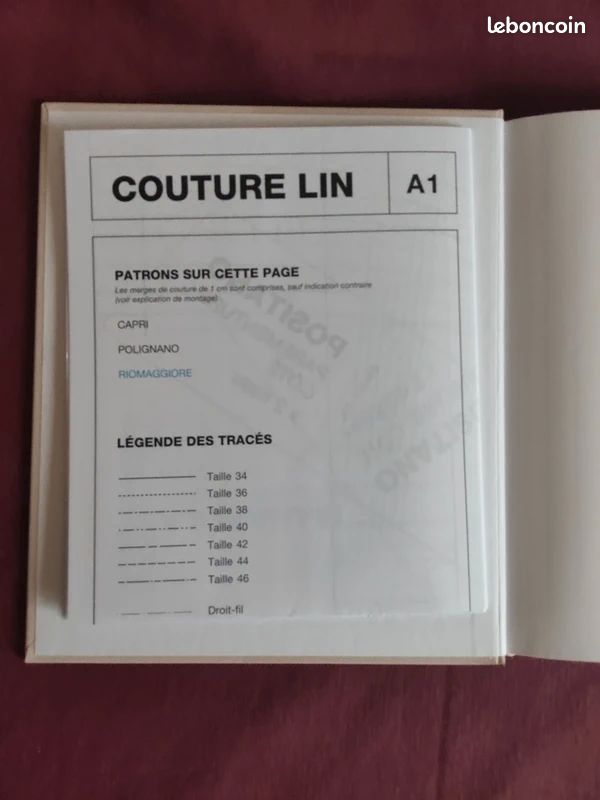 leboncoin
COUTURE LIN
A1
PATRONS SUR CETTE PAGE
Les marges de couture de 1 cm sont comprises, sauf indication contraire
(voir explication de montage)
CAPRI
POLIGNANO
RIOMAGGIORE
LÉGENDE DES TRACÉS
Taille 34
Taille 36
Taille 38
Taille 40
Taille 42
Taille 44
Taille 46
Droit-fil
POSITANO